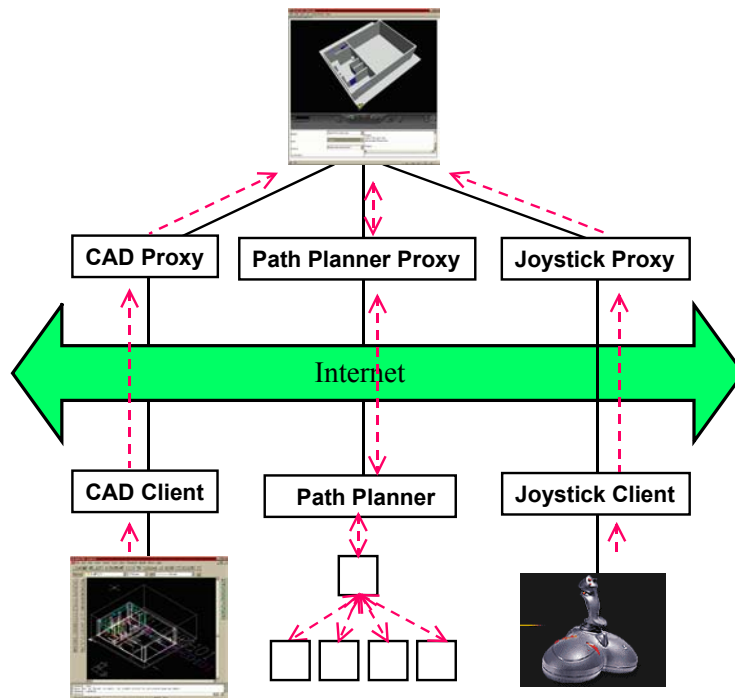 CAD Proxy
Path Planner Proxy
Joystick Proxy
Internet
CAD Client
Path Planner
Joystick Client